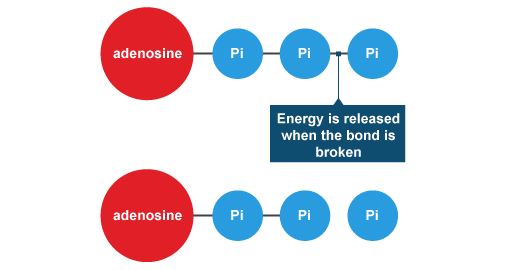 adenosine Pi Pi Pi
Energy is released
when the bond is
broken
adenosine Pi Pi Pi